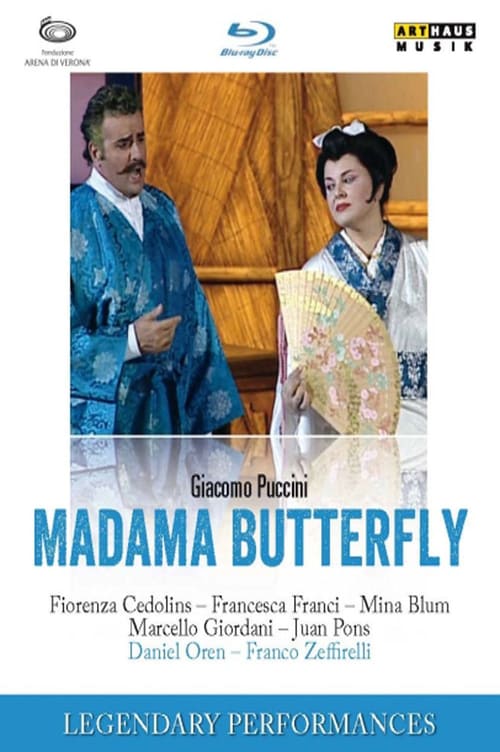 Fondazione
ARENA DI VERONA
Blu-ray Disc
ARTHAUS
MUSIK
Giacomo Puccini
MADAMA BUTTERFLY
Fiorenza Cedolins – Francesca Franci – Mina Blum
Marcello Giordani – Juan Pons
Daniel Oren – Franco Zeffirelli
LEGENDARY PERFORMANCES